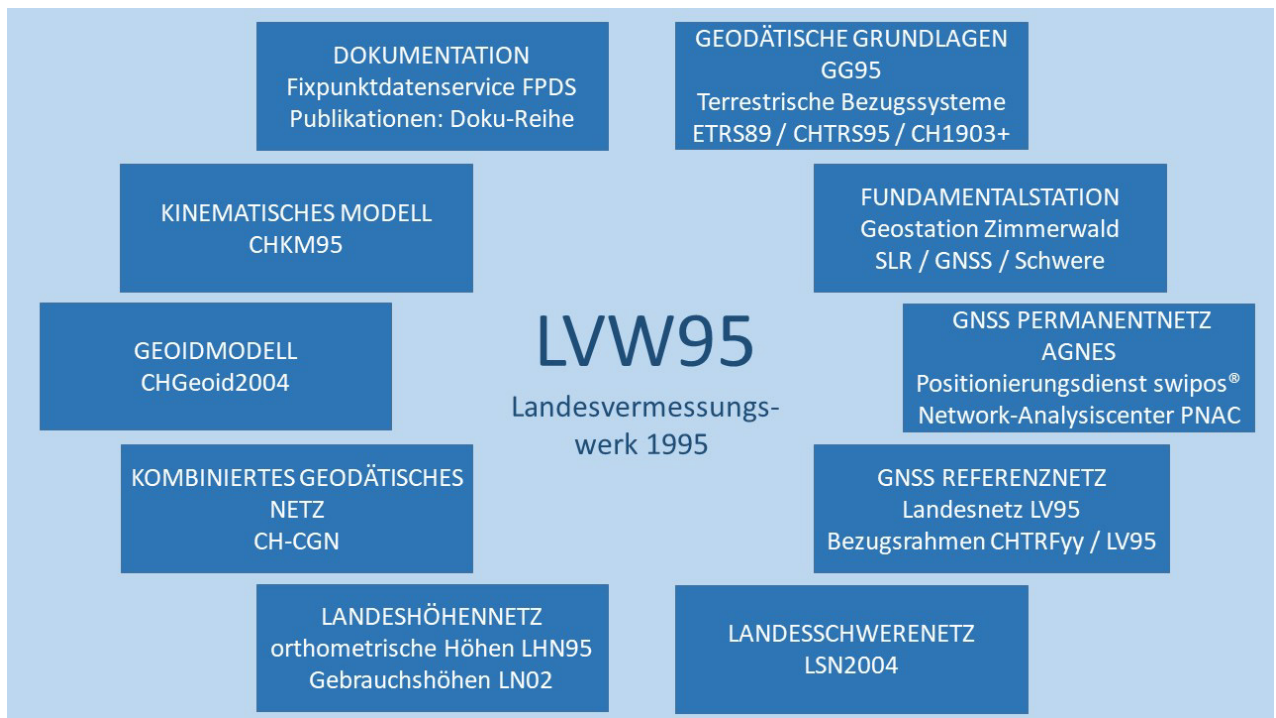 DOKUMENTATION
Fixpunktdatenservice FPDS
Publikationen: Doku-Reihe
GEODÄTISCHE GRUNDLAGEN
GG95
Terrestrische Bezugssysteme
ETRS89 / CHTRS95 / CH1903+
KINEMATISCHES MODELL
CHKM95
FUNDAMENTALSTATION
Geostation Zimmerwald
SLR / GNSS / Schwere
GEOIDMODELL
CHGeoid2004
LVW95
Landesvermessungs-
werk 1995
GNSS PERMANENTNETZ
AGNES
Positionierungsdienst swipos®
Network-Analysiscenter PNAC
KOMBINIERTES GEODÄTISCHES
NETZ
CH-CGN
GNSS REFERENZNETZ
Landesnetz LV95
Bezugsrahmen CHTRFyy / LV95
LANDESHÖHENNETZ
orthometrische Höhen LHN95
Gebrauchshöhen LN02
LANDESSCHWERENETZ
LSN2004